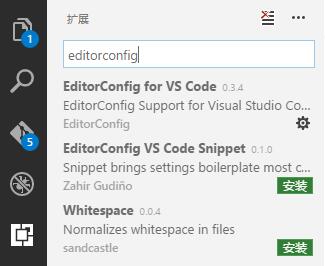 扩展
1
editorconfig
EditorConfig for VS Code 0.3.4
EditorConfig Support for Visual Studio Co...
EditorConfig
5
EditorConfig VS Code Snippet 0.1.0
Snippet brings settings boilerplate most c...
Zahir Gudiño 安装
Whitespace 0.0.4
Normalizes whitespace in files
sandcastle 安装